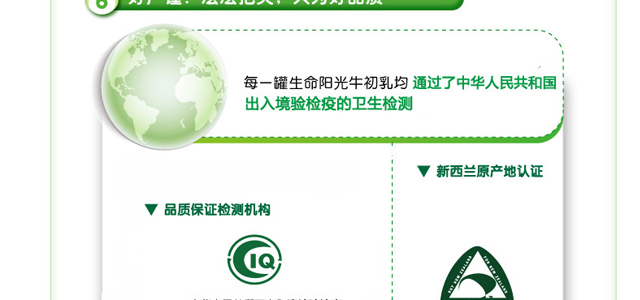 6
每一罐生命阳光牛初乳均 通过了中华人民共和国
出入境验检疫的卫生检测
▼ 新西兰原产地认证
▼ 品质保证检测机构
CIQ